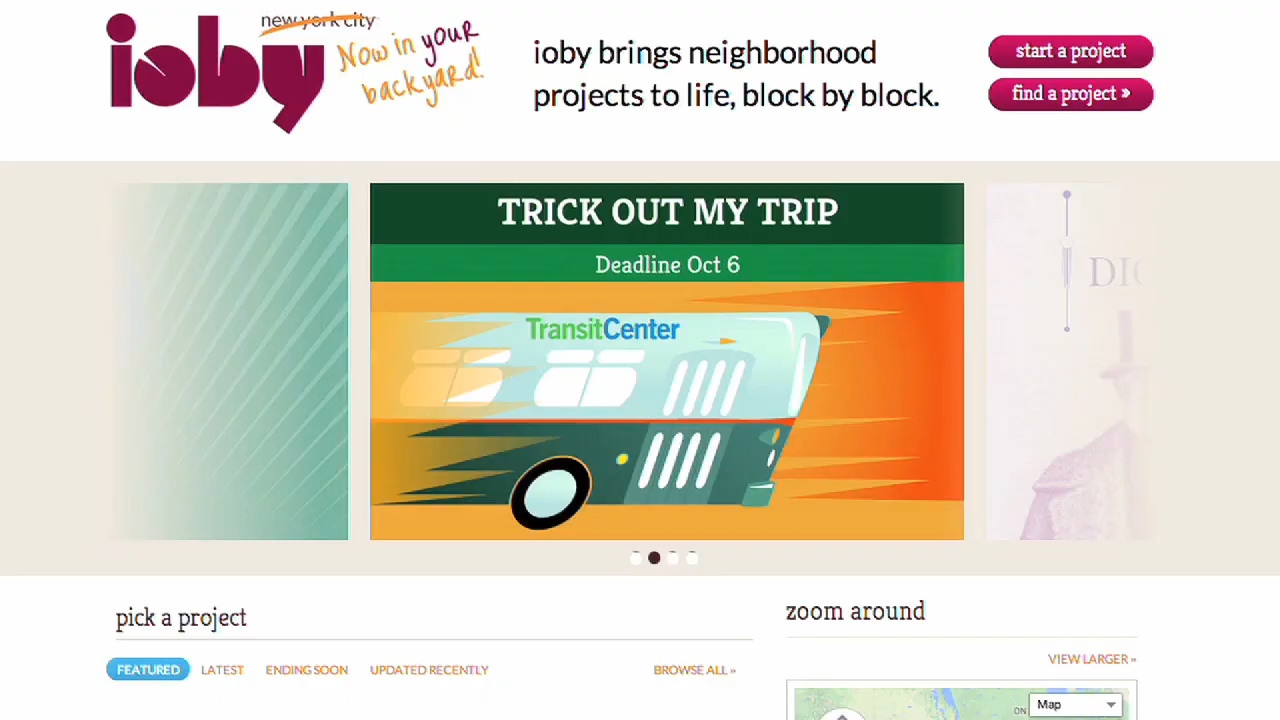 ioby
new york city
Now in your
backyard!
ioby brings neighborhood
projects to life, block by block.
start a project
find a project »
TRICK OUT MY TRIP
Deadline Oct 6
TransitCenter
pick a project
FEATURED LATEST ENDING SOON UPDATED RECENTLY BROWSE ALL »
zoom around
VIEW LARGER »
ON
Map